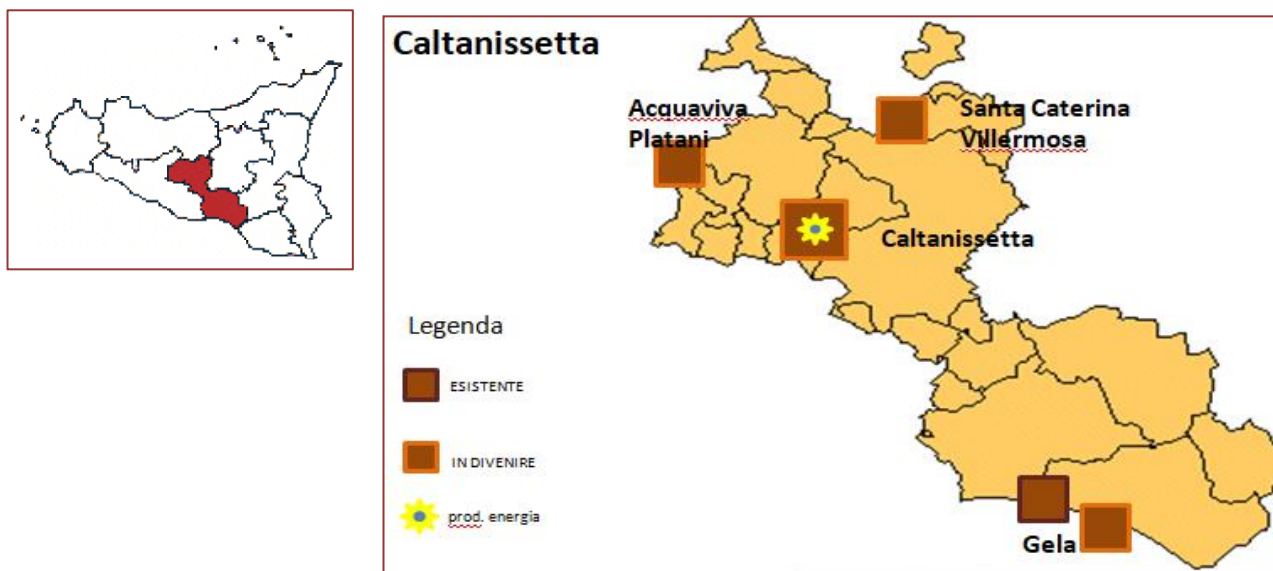 Caltanissetta
Acquaviva
Platani
Santa Caterina
Villermosa
Caltanissetta
Legenda
ESISTENTE
IN DIVENIRE
prod. energia
Gela